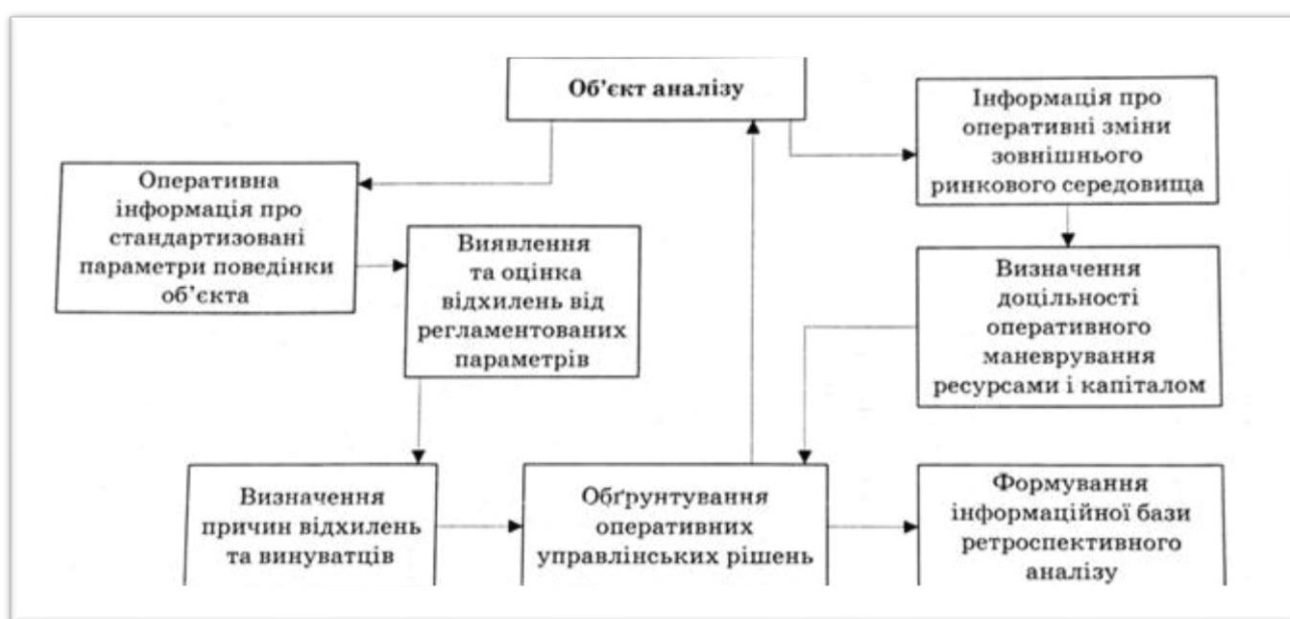 Об’єкт аналізу
Інформація про
оперативні зміни
зовнішнього
ринкового середовища
Оперативна
інформація про
стандартизовані
параметри поведінки
об’єкта
Виявлення
та оцінка
відхилень від
регламентованих
параметрів
Визначення
доцільності
оперативного
маневрування
ресурсами і капіталом
Визначення
причин відхилень
та винуватців
Обґрунтування
оперативних
управлінських рішень
Формування
інформаційної бази
ретроспективного
аналізу